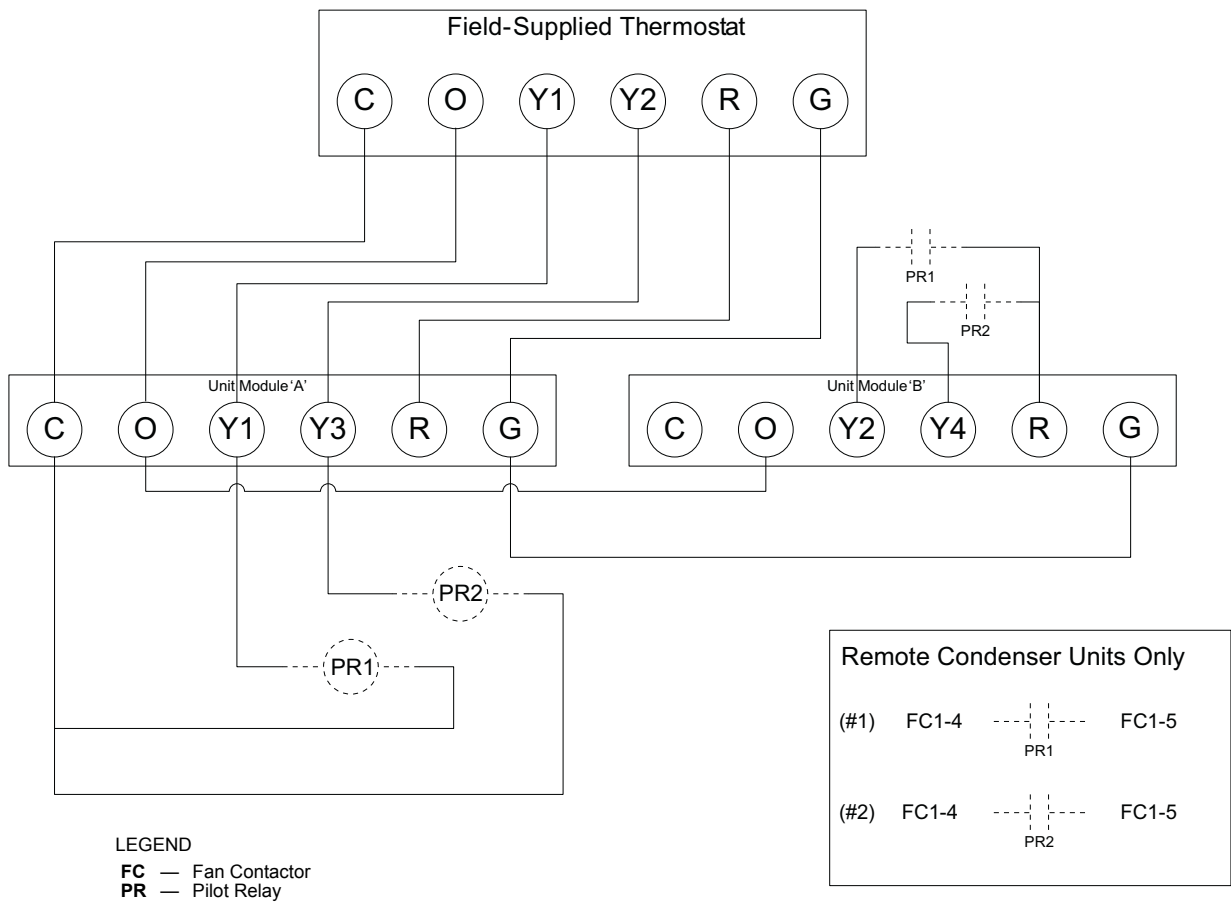 Field-Supplied Thermostat
C O Y1 Y2 R G
PR1
PR2
Unit Module 'A'
C O Y1 Y3 R G
Unit Module 'B'
C O Y2 Y4 R G
PR2
PR1
Remote Condenser Units Only
(#1) FC1-4 FC1-5
PR1
(#2) FC1-4 FC1-5
PR2
LEGEND
FC — Fan Contactor
PR — Pilot Relay